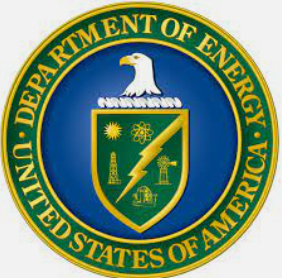 DEPARTMENT OF ENERGY
UNITED STATES OF AMERICA